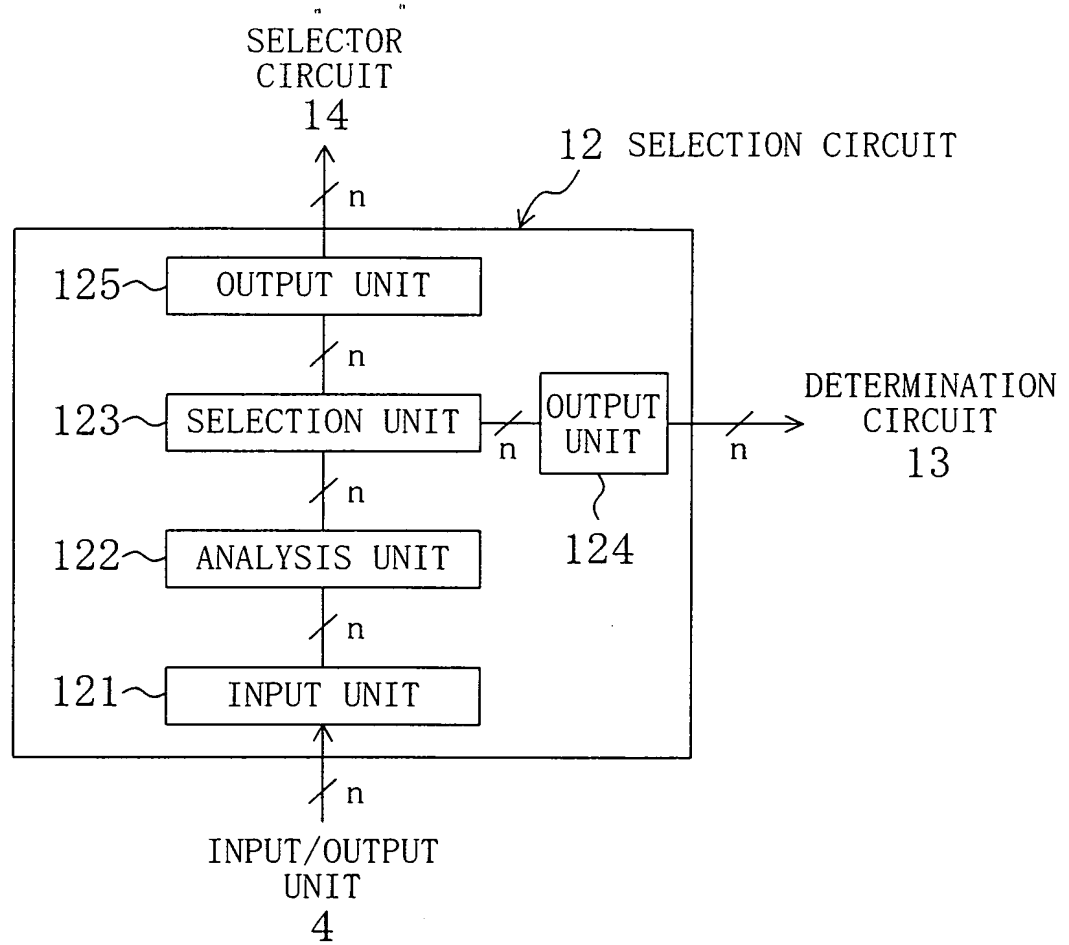 SELECTOR
CIRCUIT
14
n
12 SELECTION CIRCUIT
125
OUTPUT UNIT
n
123
SELECTION UNIT
n
OUTPUT
UNIT
124
n
DETERMINATION
CIRCUIT
13
n
122
ANALYSIS UNIT
n
121
INPUT UNIT
n
INPUT/OUTPUT
UNIT
4